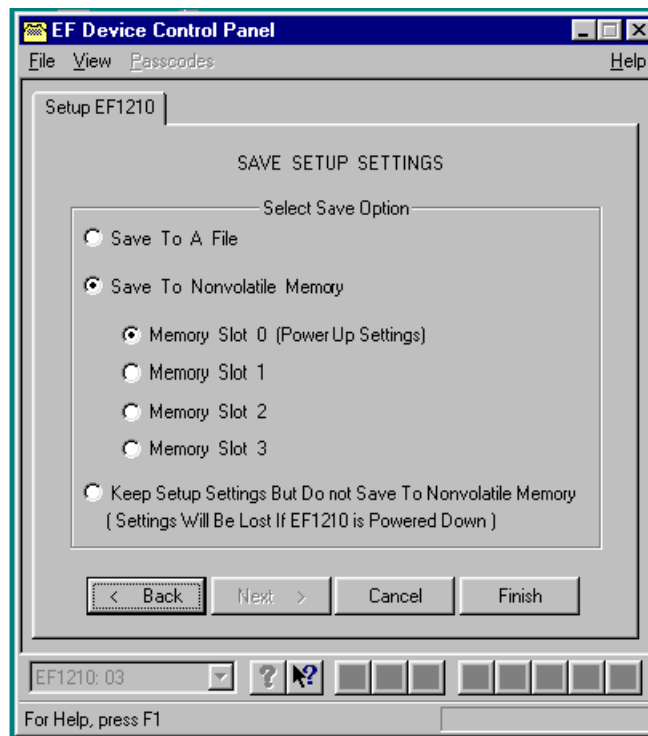 EF Device Control Panel
File View Passcodes Help
Setup EF1210
SAVE SETUP SETTINGS
Select Save Option
Save To A File
Save To Nonvolatile Memory
Memory Slot 0 (Power Up Settings)
Memory Slot 1
Memory Slot 2
Memory Slot 3
Keep Setup Settings But Do not Save To Nonvolatile Memory
( Settings Will Be Lost If EF1210 is Powered Down )
< Back Next > Cancel Finish
EF1210: 03 ? ?
For Help, press F1